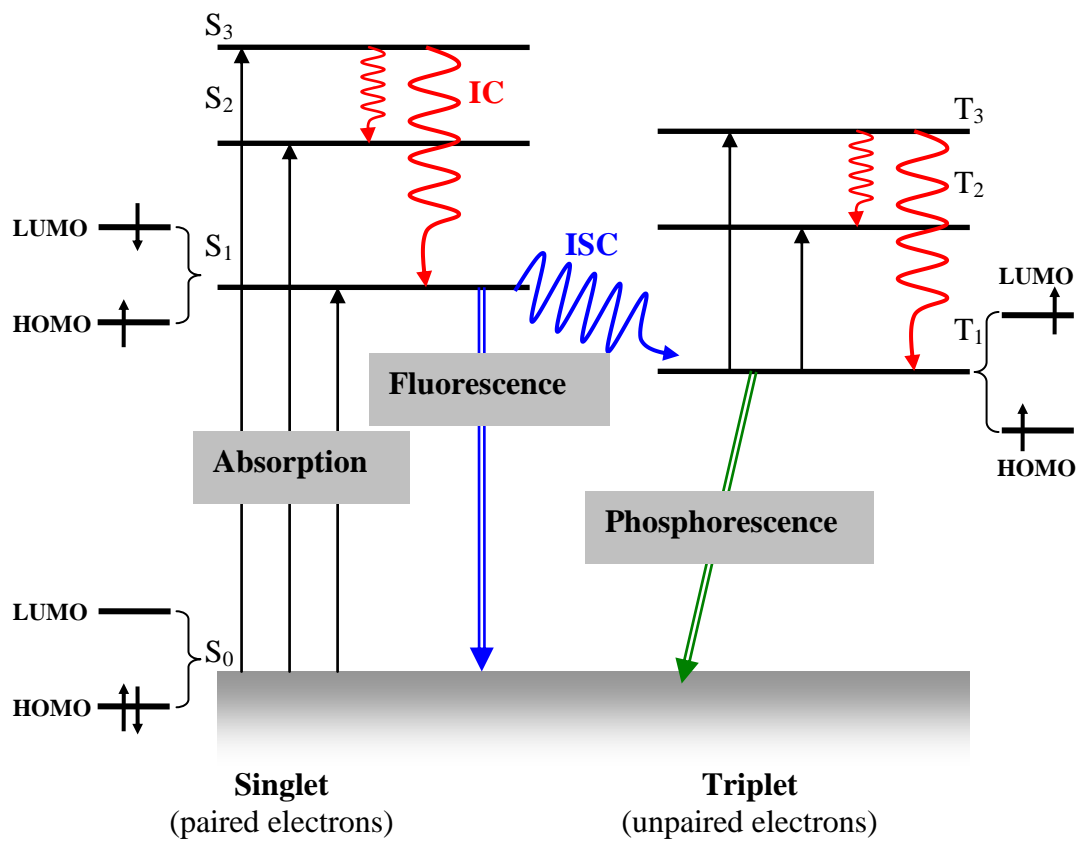 S₃
S₂
IC
T₃
T₂
LUMO
S₁
ISC
LUMO
HOMO
T₁
Fluorescence
Absorption
HOMO
Phosphorescence
LUMO
S₀
HOMO
Singlet
(paired electrons)
Triplet
(unpaired electrons)